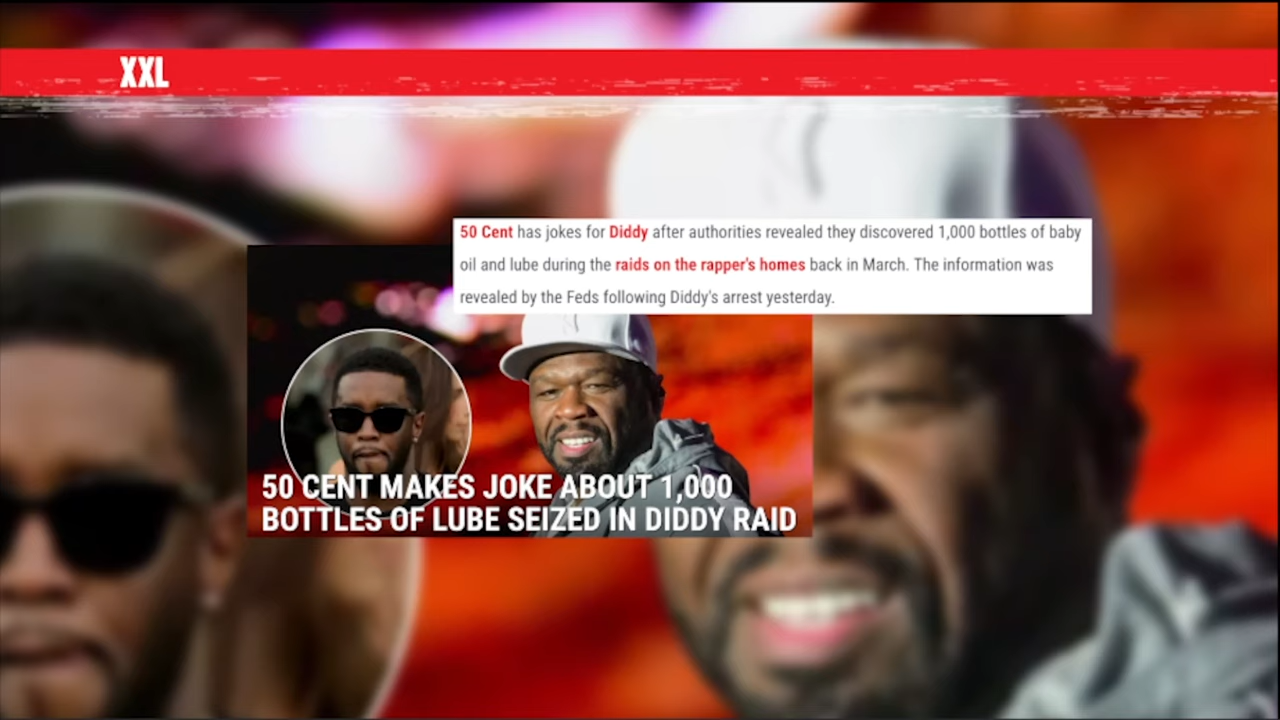 XXL
50 Cent has jokes for Diddy after authorities revealed they discovered 1,000 bottles of baby
oil and lube during the raids on the rapper's homes back in March. The information was
revealed by the Feds following Diddy's arrest yesterday.
50 CENT MAKES JOKE ABOUT 1,000
BOTTLES OF LUBE SEIZED IN DIDDY RAID